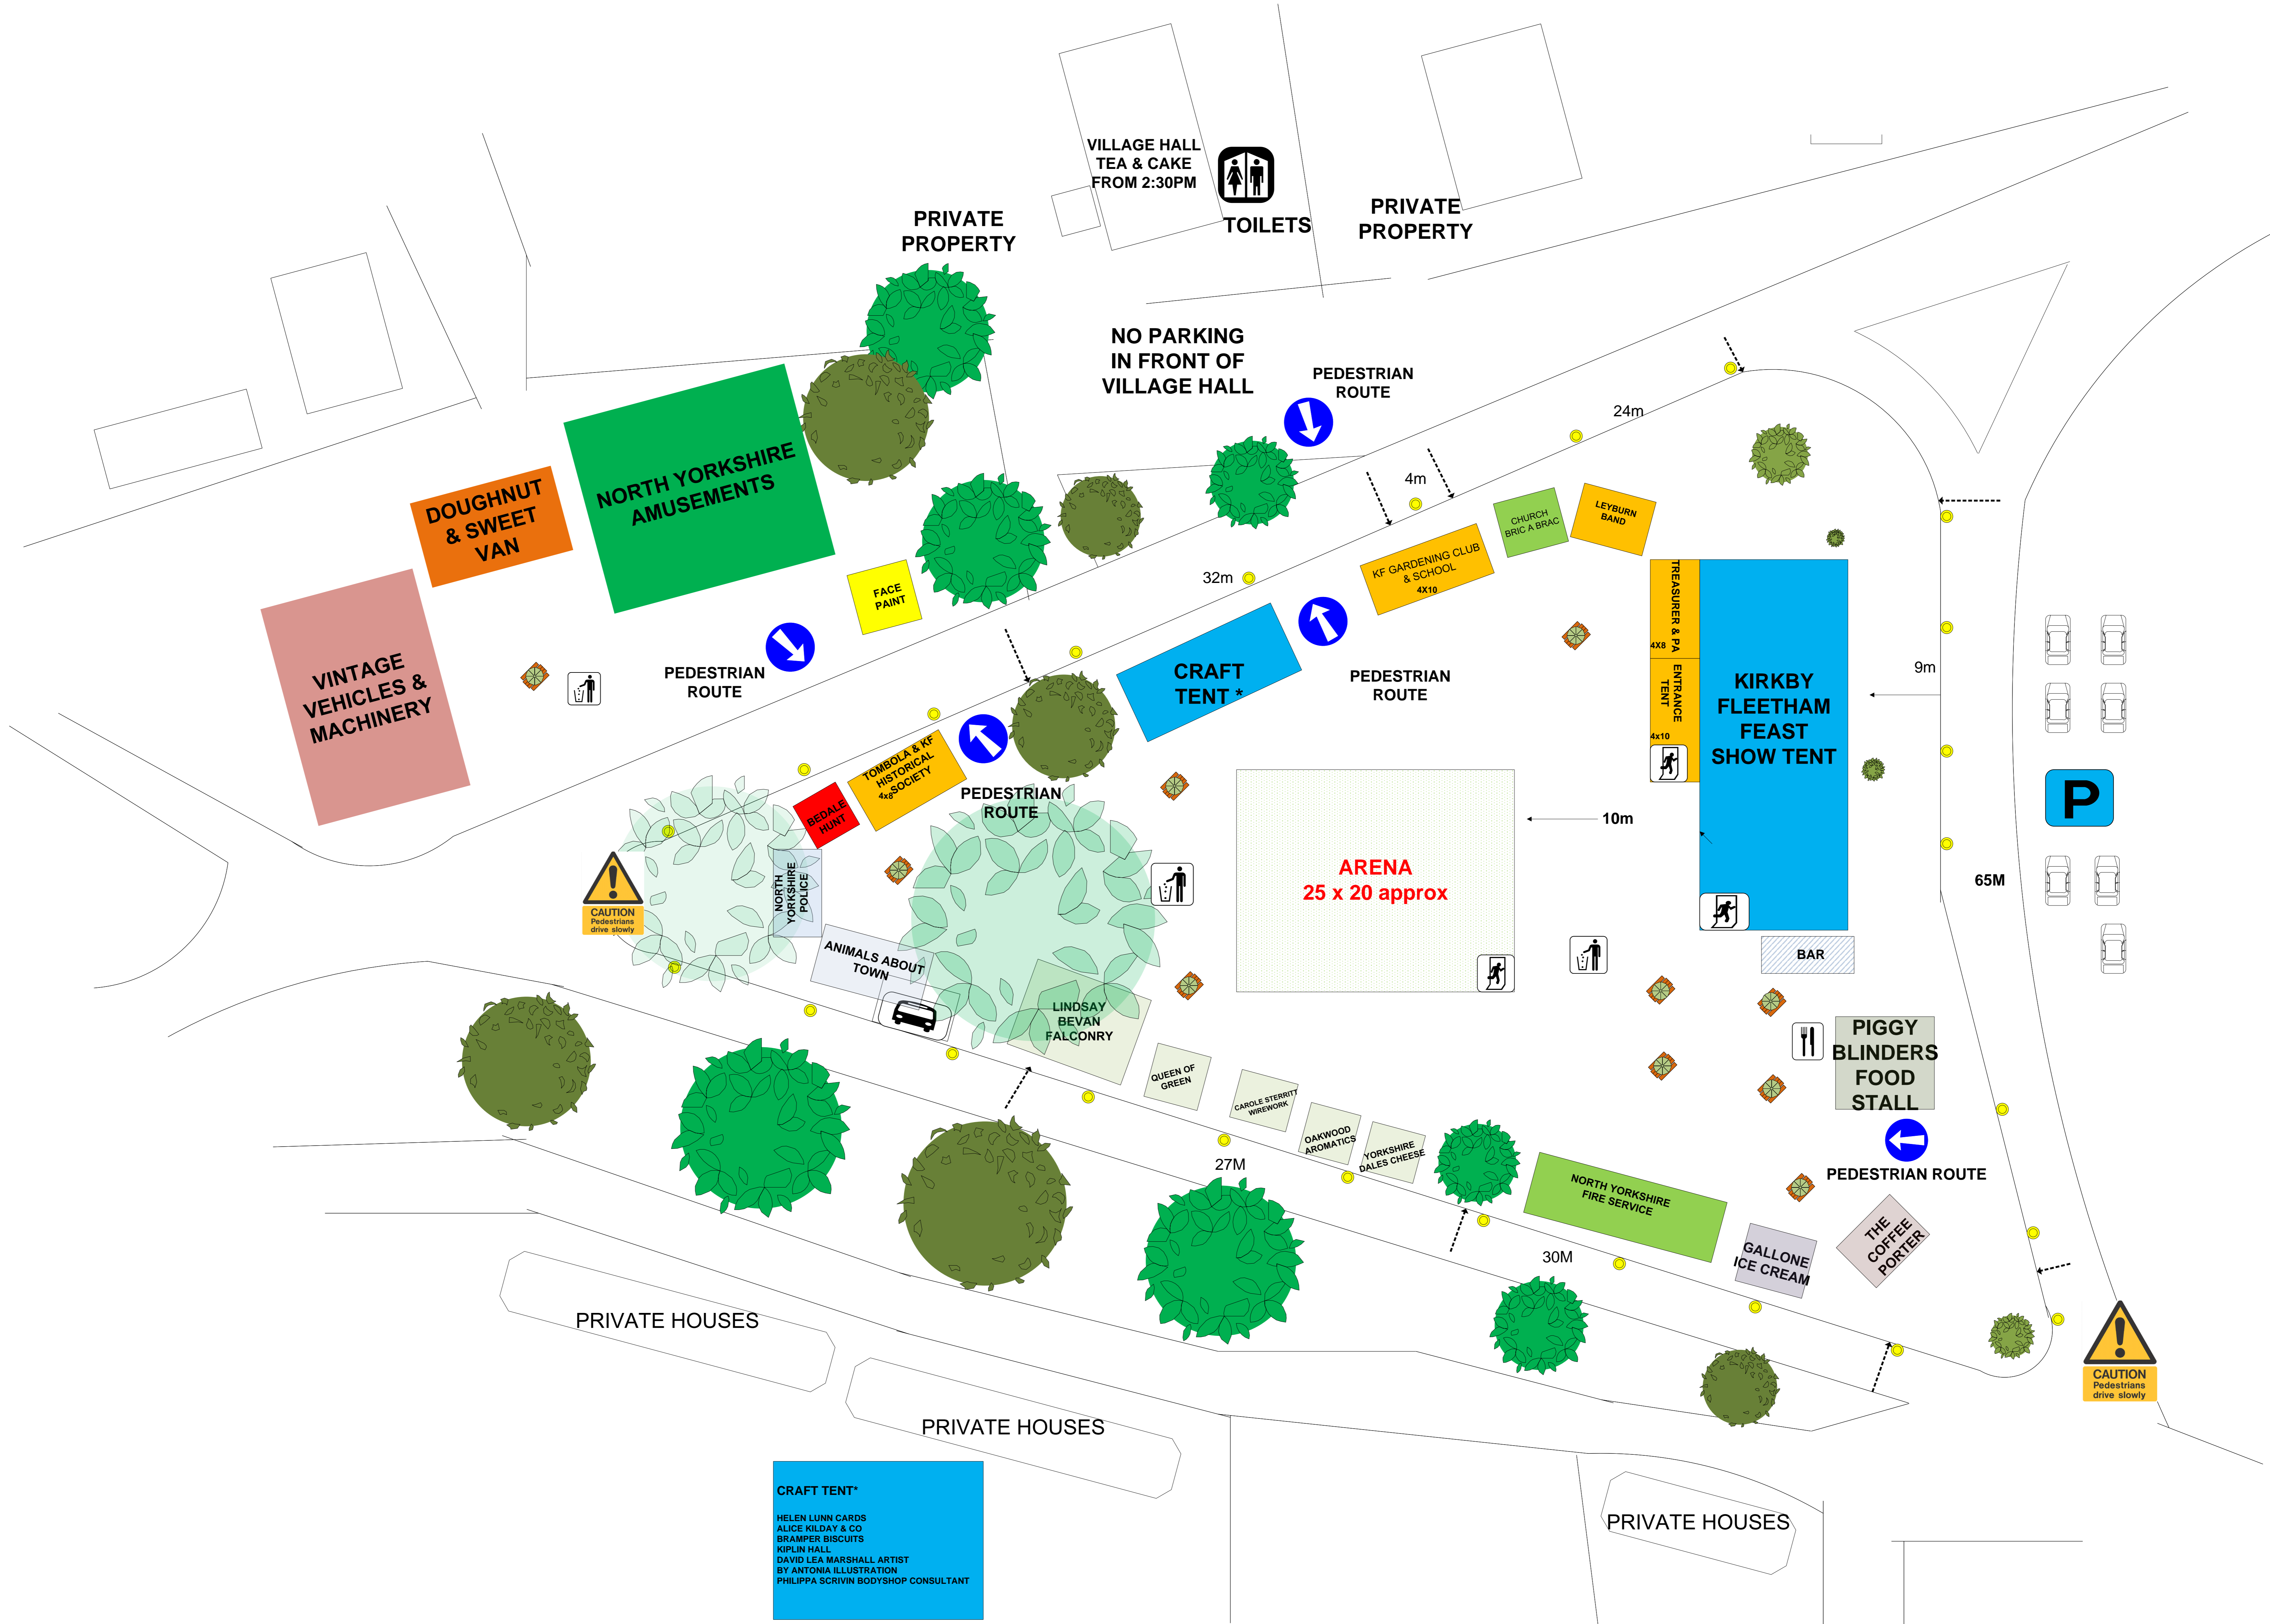 VILLAGE HALL
TEA & CAKE
FROM 2:30PM
TOILETS
PRIVATE
PROPERTY
PRIVATE
PROPERTY
NO PARKING
IN FRONT OF
VILLAGE HALL
PEDESTRIAN
ROUTE
24m
4m
32m
NORTH YORKSHIRE
AMUSEMENTS
DOUGHNUT
& SWEET
VAN
VINTAGE
VEHICLES &
MACHINERY
FACE
PAINT
PEDESTRIAN
ROUTE
CHURCH
BRIC A BRAC
LEYBURN
BAND
KF GARDENING CLUB
& SCHOOL
4X10
CRAFT
TENT *
PEDESTRIAN
ROUTE
TREASURER & PA
4X8
ENTRANCE
TENT
4x10
KIRKBY
FLEETHAM
FEAST
SHOW TENT
9m
P
65M
TOMBOLA & KF
HISTORICAL
SOCIETY
4x8
BEDALE
HUNT
PEDESTRIAN
ROUTE
NORTH
YORKSHIRE
POLICE
CAUTION
Pedestrians
drive slowly
ARENA
25 x 20 approx
10m
BAR
ANIMALS ABOUT
TOWN
LINDSAY
BEVAN
FALCONRY
QUEEN OF
GREEN
CAROLE STERRITT
WIREWORK
OAKWOOD
AROMATICS
YORKSHIRE
DALES CHEESE
27M
PIGGY
BLINDERS
FOOD
STALL
PEDESTRIAN ROUTE
NORTH YORKSHIRE
FIRE SERVICE
30M
GALLONE
ICE CREAM
THE
COFFEE
PORTER
CAUTION
Pedestrians
drive slowly
PRIVATE HOUSES
PRIVATE HOUSES
PRIVATE HOUSES
CRAFT TENT*
HELEN LUNN CARDS
ALICE KILDAY & CO
BRAMPER BISCUITS
KIPLIN HALL
DAVID LEA MARSHALL ARTIST
BY ANTONIA ILLUSTRATION
PHILIPPA SCRIVIN BODYSHOP CONSULTANT